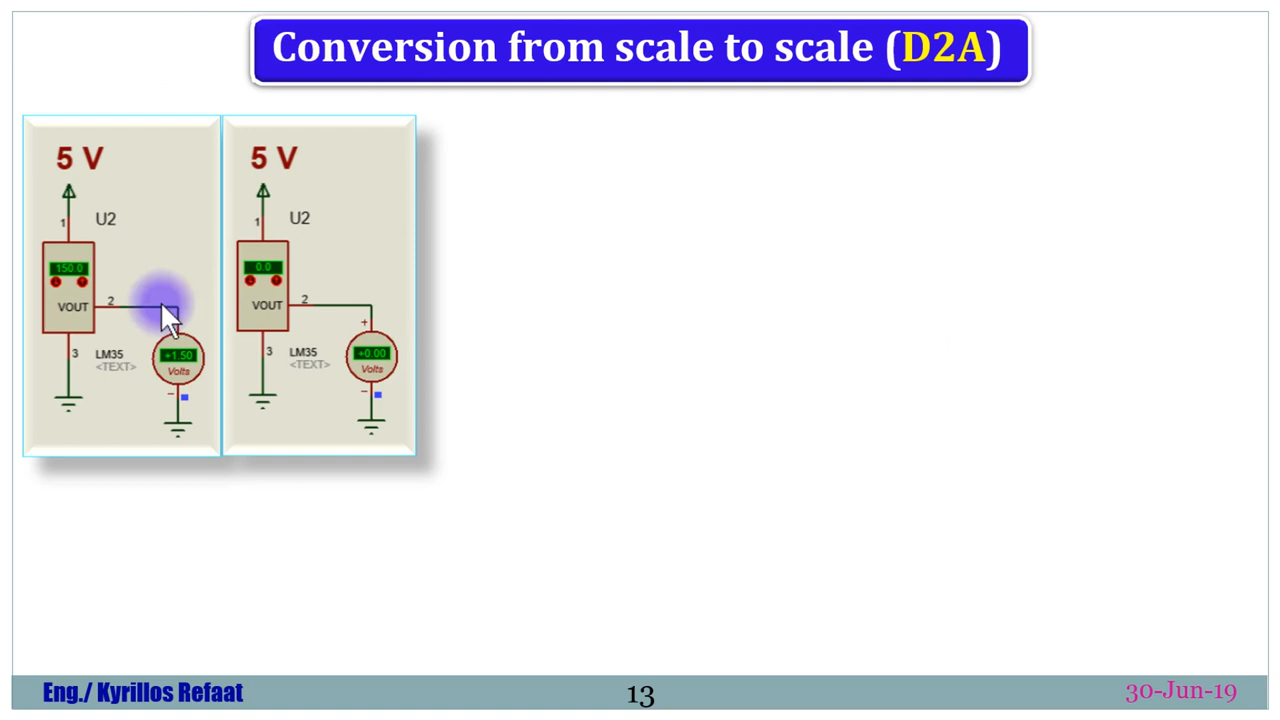 Conversion from scale to scale (D2A)
5 V
1
U2
150.0
VOUT
2
3
LM35
<TEXT>
+1.50
Volts
−
5 V
1
U2
0.0
VOUT
2
+
3
LM35
<TEXT>
+0.00
Volts
−
Eng./ Kyrillos Refaat
13
30-Jun-19